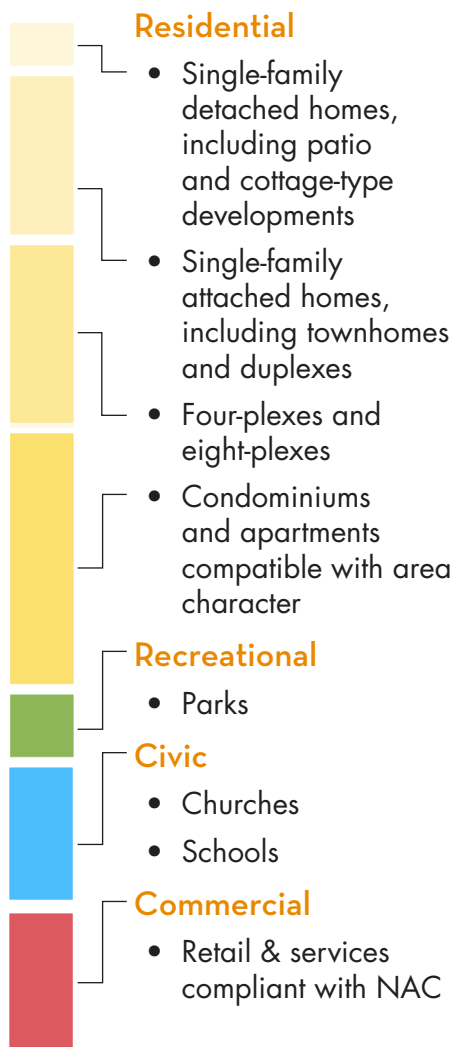 Residential
• Single-family
detached homes,
including patio
and cottage-type
developments
• Single-family
attached homes,
including townhomes
and duplexes
• Four-plexes and
eight-plexes
• Condominiums
and apartments
compatible with area
character
Recreational
• Parks
Civic
• Churches
• Schools
Commercial
• Retail & services
compliant with NAC